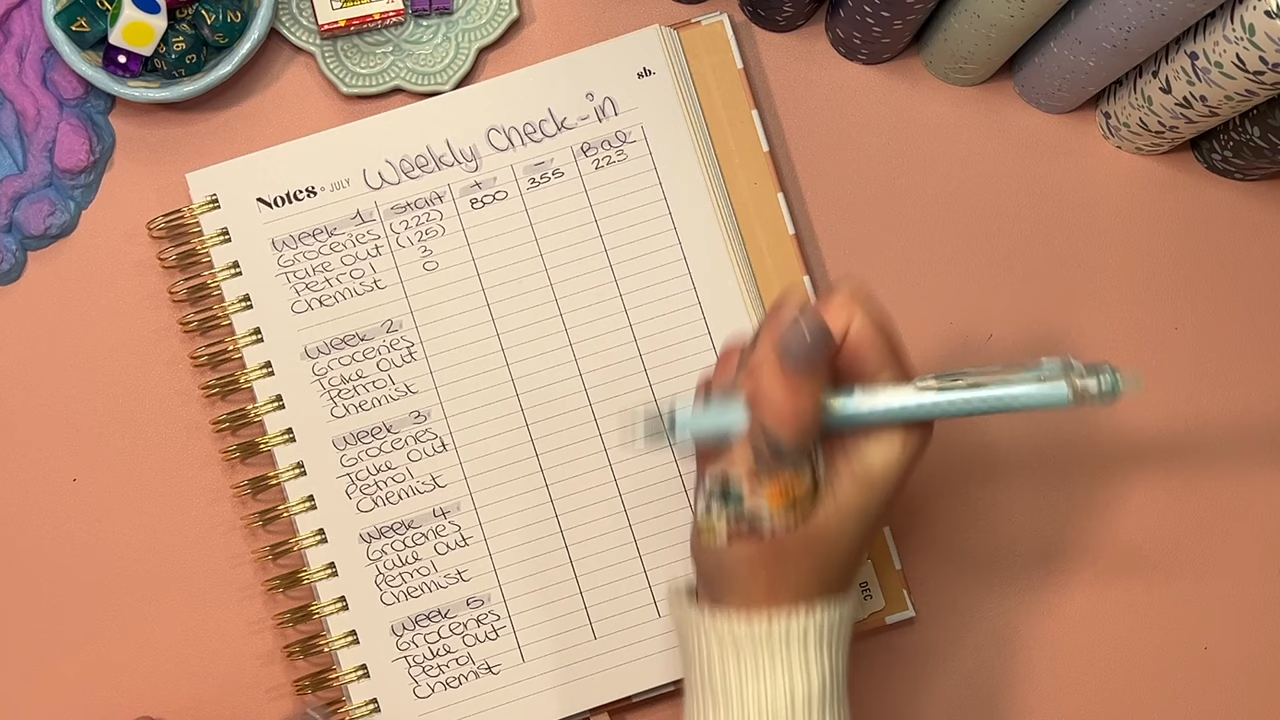 sb.
Notes • JULY Weekly Check-in
Week 1 Start + - Bal
Groceries (222) 800 355 223
Take Out (125)
Petrol 3
Chemist 0
Week 2
Groceries
Take Out
Petrol
Chemist
Week 3
Groceries
Take Out
Petrol
Chemist
Week 4
Groceries
Take Out
Petrol
Chemist
Week 5
Groceries
Take Out
Petrol
Chemist
DEC